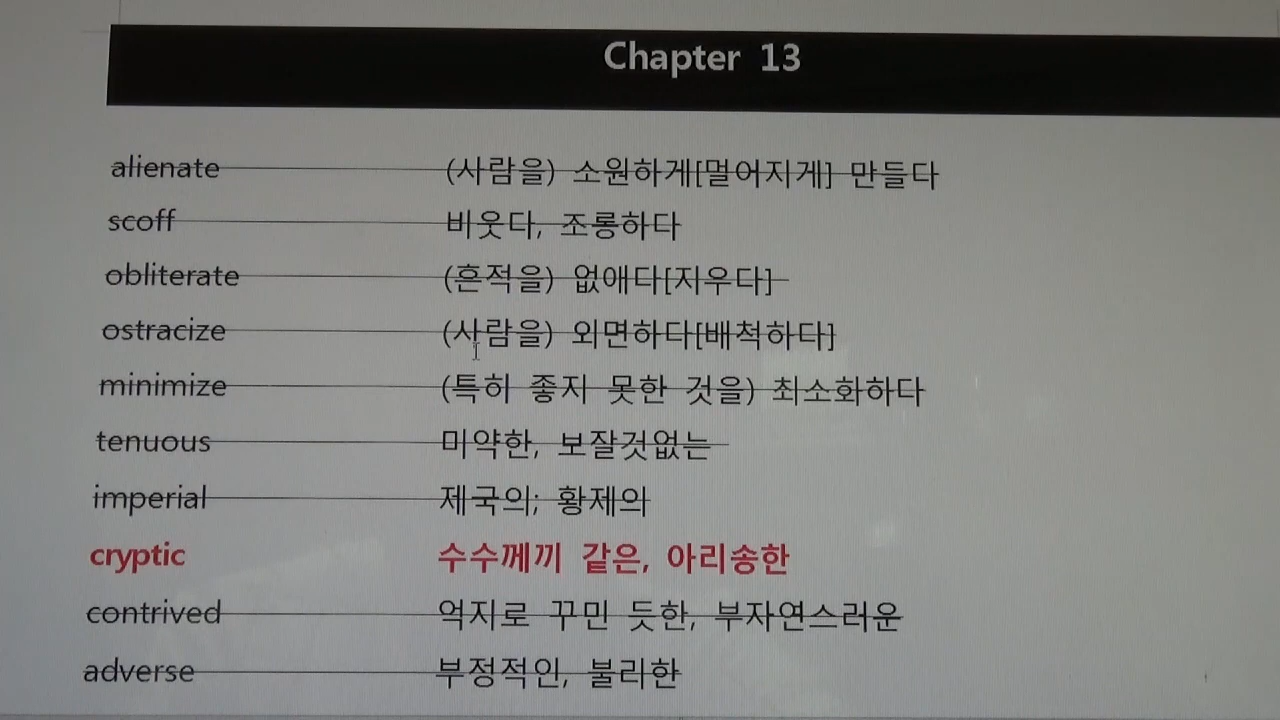 Chapter 13
alienate (사람을) 소원하게[멀어지게] 만들다
scoff 비웃다, 조롱하다
obliterate (흔적을) 없애다[지우다]
ostracize (사람을) 외면하다[배척하다]
minimize (특히 좋지 못한 것을) 최소화하다
tenuous 미약한, 보잘것없는
imperial 제국의; 황제의
cryptic 수수께끼 같은, 아리송한
contrived 억지로 꾸민 듯한, 부자연스러운
adverse 부정적인, 불리한